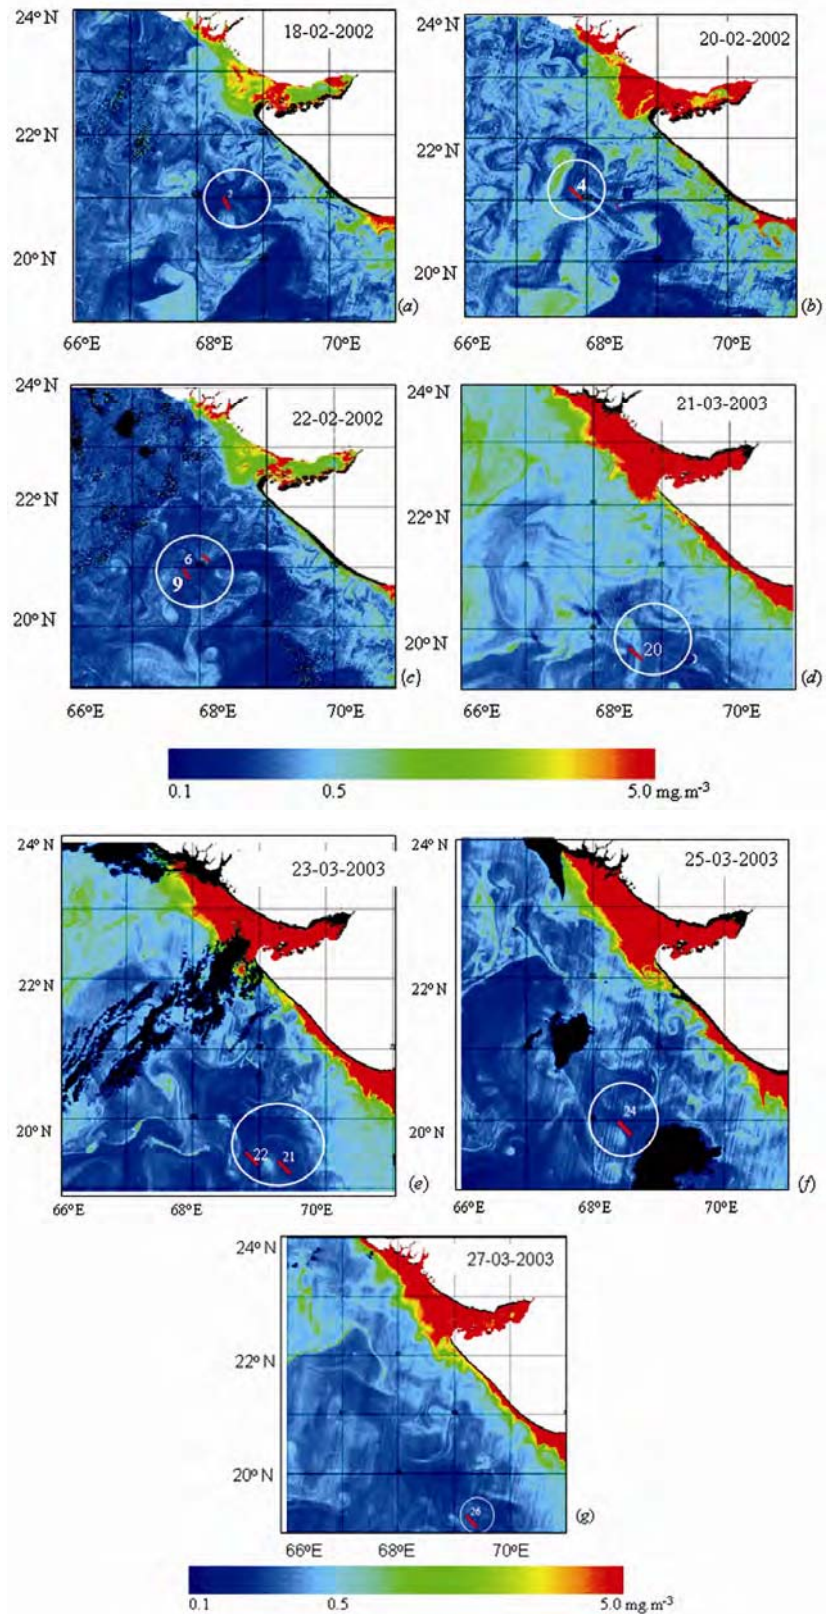 24° N
18-02-2002
22° N
2
20° N
(a)
66°E 68°E 70°E
24° N
20-02-2002
22° N
4
20° N
(b)
66°E 68°E 70°E
24° N
22-02-2002
22° N
6
9
20° N
(c)
66°E 68°E 70°E
24° N
21-03-2003
22° N
20° N
20
(d)
66°E 68°E 70°E
0.1 0.5 5.0 mg.m-3
24° N
23-03-2003
22° N
20° N
22 21
(e)
66°E 68°E 70°E
24° N
25-03-2003
22° N
24
20° N
(f)
66°E 68°E 70°E
24° N
27-03-2003
22° N
20° N
26
(g)
66°E 68°E 70°E
0.1 0.5 5.0 mg.m-3